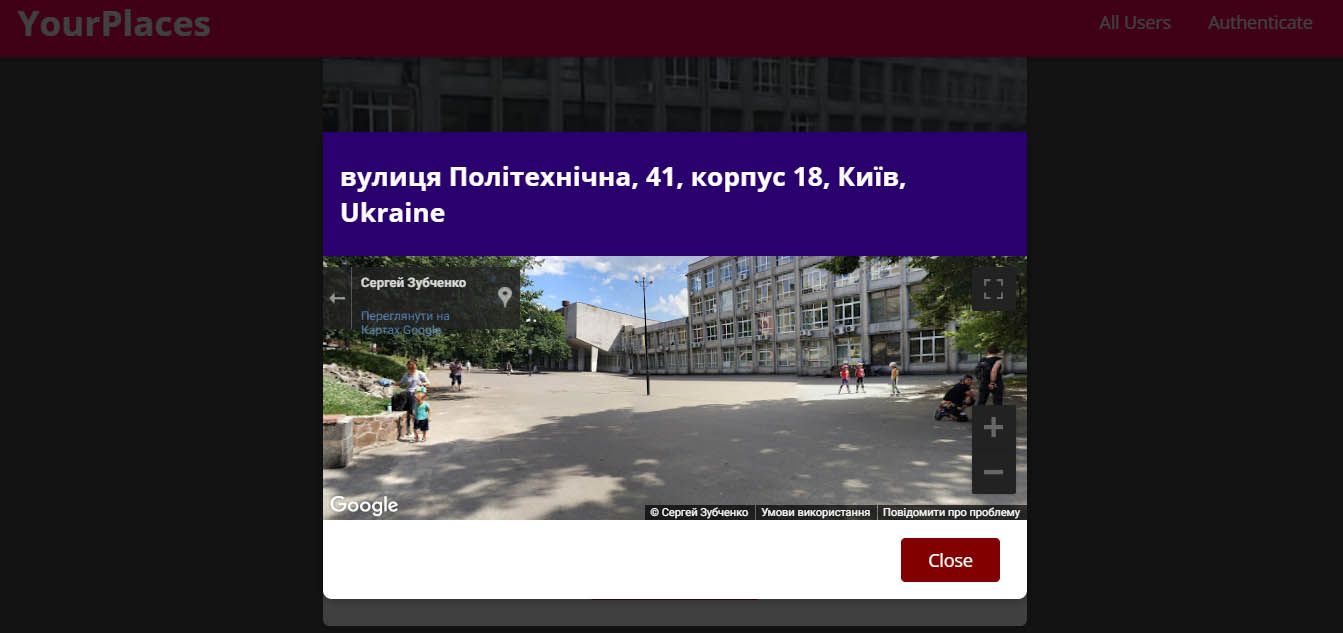 YourPlaces
All Users
Authenticate
вулиця Політехнічна, 41, корпус 18, Київ,
Ukraine
Сергей Зубченко
Переглянути на
Картах Google
Google
© Сергей Зубченко
Умови використання
Повідомити про проблему
Close